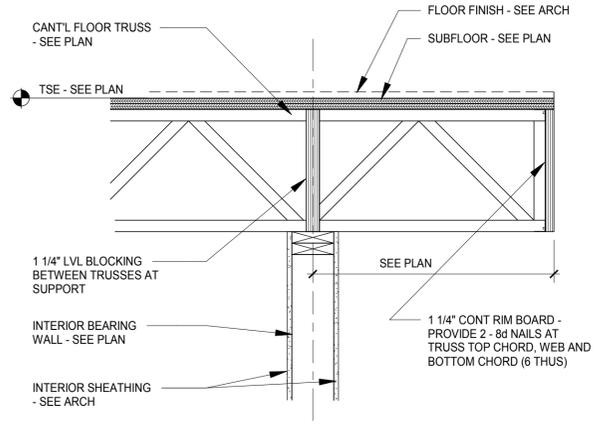 FLOOR FINISH - SEE ARCH
CANT'L FLOOR TRUSS
- SEE PLAN
SUBFLOOR - SEE PLAN
TSE - SEE PLAN
1 1/4" LVL BLOCKING
BETWEEN TRUSSES AT
SUPPORT
SEE PLAN
INTERIOR BEARING
WALL - SEE PLAN
1 1/4" CONT RIM BOARD -
PROVIDE 2 - 8d NAILS AT
TRUSS TOP CHORD, WEB AND
BOTTOM CHORD (6 THUS)
INTERIOR SHEATHING
- SEE ARCH